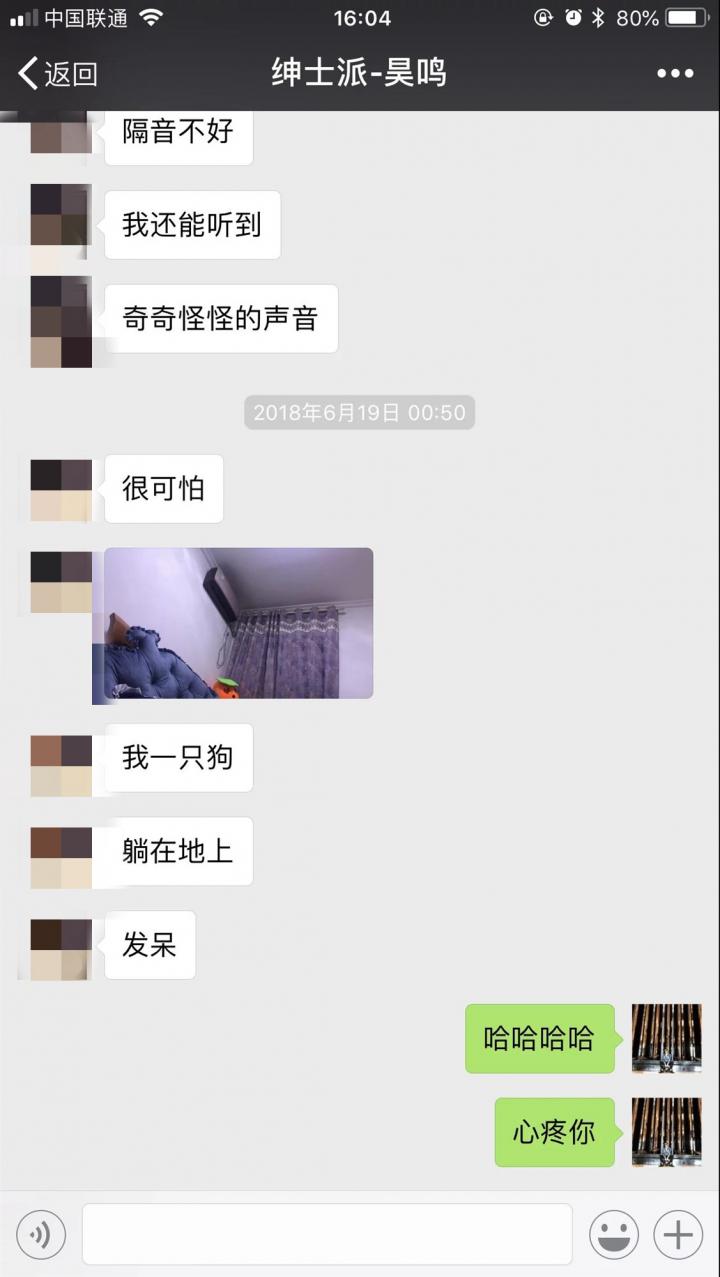 中国联通 16:04 80%
返回 绅士派-昊鸣
隔音不好
我还能听到
奇奇怪怪的声音
2018年6月19日 00:50
很可怕
我一只狗
躺在地上
发呆
哈哈哈哈
心疼你